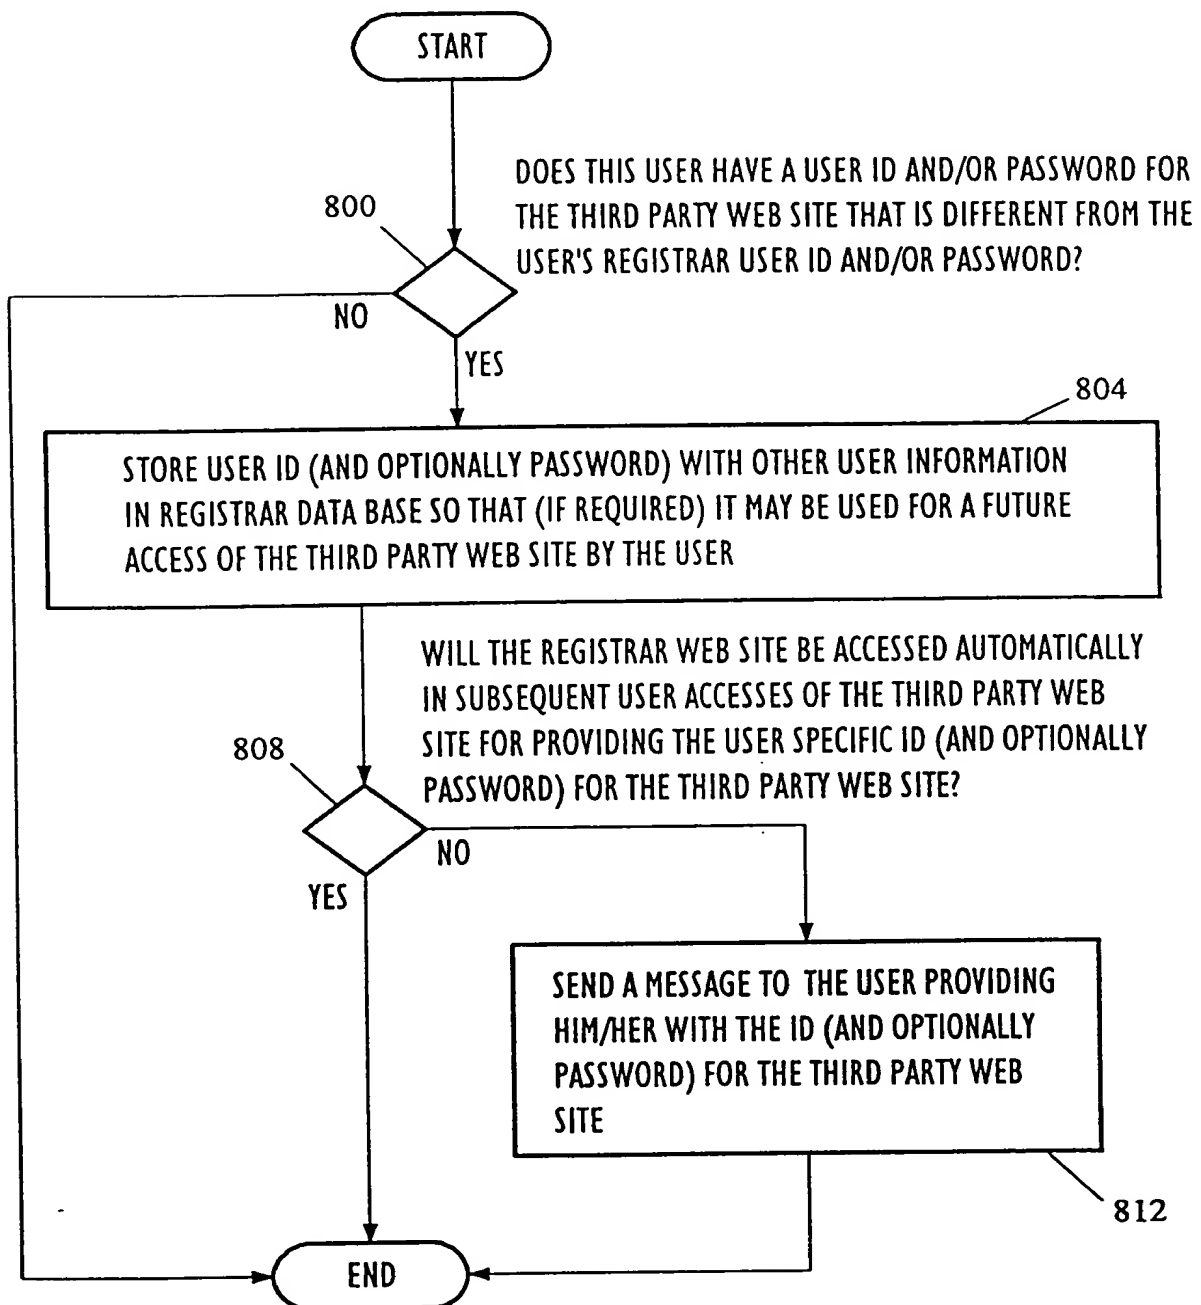 START
DOES THIS USER HAVE A USER ID AND/OR PASSWORD FOR
THE THIRD PARTY WEB SITE THAT IS DIFFERENT FROM THE
USER'S REGISTRAR USER ID AND/OR PASSWORD?
800
NO
YES
804
STORE USER ID (AND OPTIONALLY PASSWORD) WITH OTHER USER INFORMATION
IN REGISTRAR DATA BASE SO THAT (IF REQUIRED) IT MAY BE USED FOR A FUTURE
ACCESS OF THE THIRD PARTY WEB SITE BY THE USER
WILL THE REGISTRAR WEB SITE BE ACCESSED AUTOMATICALLY
IN SUBSEQUENT USER ACCESSES OF THE THIRD PARTY WEB
SITE FOR PROVIDING THE USER SPECIFIC ID (AND OPTIONALLY
PASSWORD) FOR THE THIRD PARTY WEB SITE?
808
NO
YES
SEND A MESSAGE TO THE USER PROVIDING
HIM/HER WITH THE ID (AND OPTIONALLY
PASSWORD) FOR THE THIRD PARTY WEB
SITE
812
END